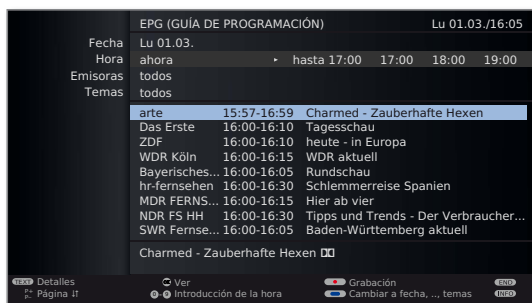 EPG (GUÍA DE PROGRAMACIÓN) Lu 01.03./16:05
Fecha Lu 01.03.
Hora ahora ▸ hasta 17:00 17:00 18:00 19:00
Emisoras todos
Temas todos
arte 15:57-16:59 Charmed - Zauberhafte Hexen
Das Erste 16:00-16:10 Tagesschau
ZDF 16:00-16:10 heute - in Europa
WDR Köln 16:00-16:15 WDR aktuell
Bayerisches... 16:00-16:05 Rundschau
hr-fernsehen 16:00-16:30 Schlemmerreise Spanien
MDR FERNS... 16:00-16:15 Hier ab vier
NDR FS HH 16:00-16:30 Tipps und Trends - Der Verbraucher...
SWR Fernse... 16:00-16:05 Baden-Württemberg aktuell
Charmed - Zauberhafte Hexen
TEXT Detalles OK Ver Grabación END
P+ P- Página ↓↑ 0-9 Introducción de la hora Cambiar a fecha, .., temas INFO